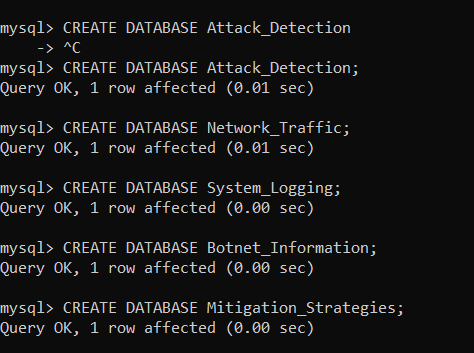 mysql> CREATE DATABASE Attack_Detection
    -> ^C
mysql> CREATE DATABASE Attack_Detection;
Query OK, 1 row affected (0.01 sec)

mysql> CREATE DATABASE Network_Traffic;
Query OK, 1 row affected (0.01 sec)

mysql> CREATE DATABASE System_Logging;
Query OK, 1 row affected (0.00 sec)

mysql> CREATE DATABASE Botnet_Information;
Query OK, 1 row affected (0.00 sec)

mysql> CREATE DATABASE Mitigation_Strategies;
Query OK, 1 row affected (0.00 sec)